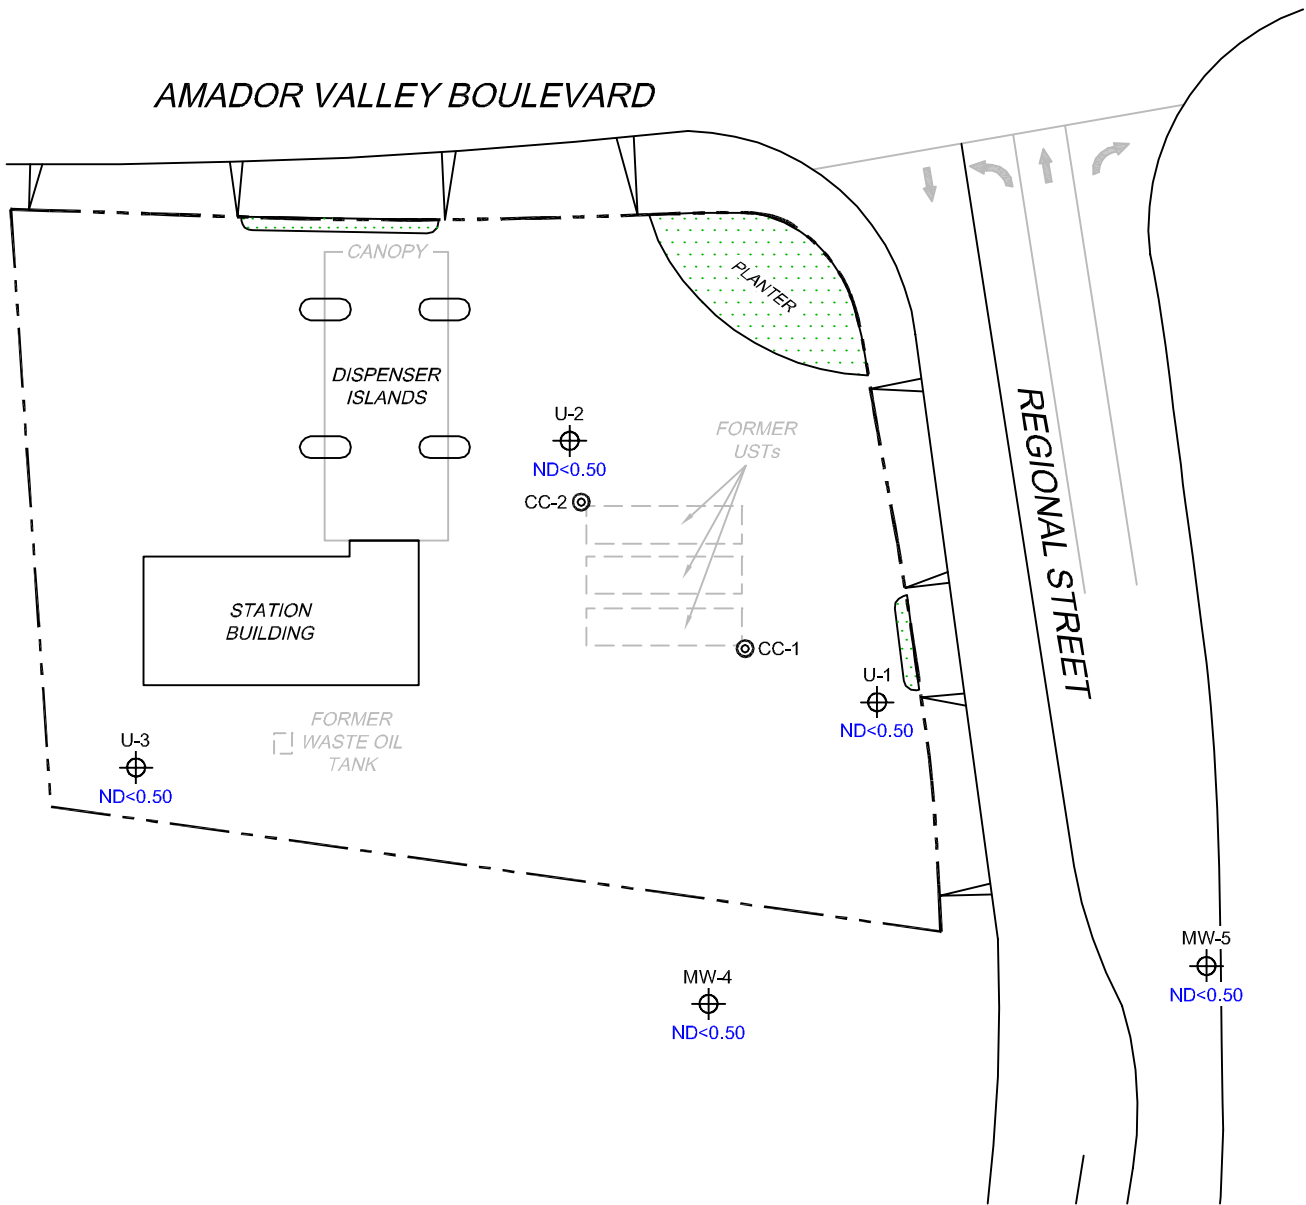 AMADOR VALLEY BOULEVARD
CANOPY
PLANTER
DISPENSER
ISLANDS
REGIONAL STREET
U-2
ND<0.50
FORMER
USTs
CC-2
STATION
BUILDING
CC-1
U-1
ND<0.50
FORMER
WASTE OIL
TANK
U-3
ND<0.50
MW-5
ND<0.50
MW-4
ND<0.50